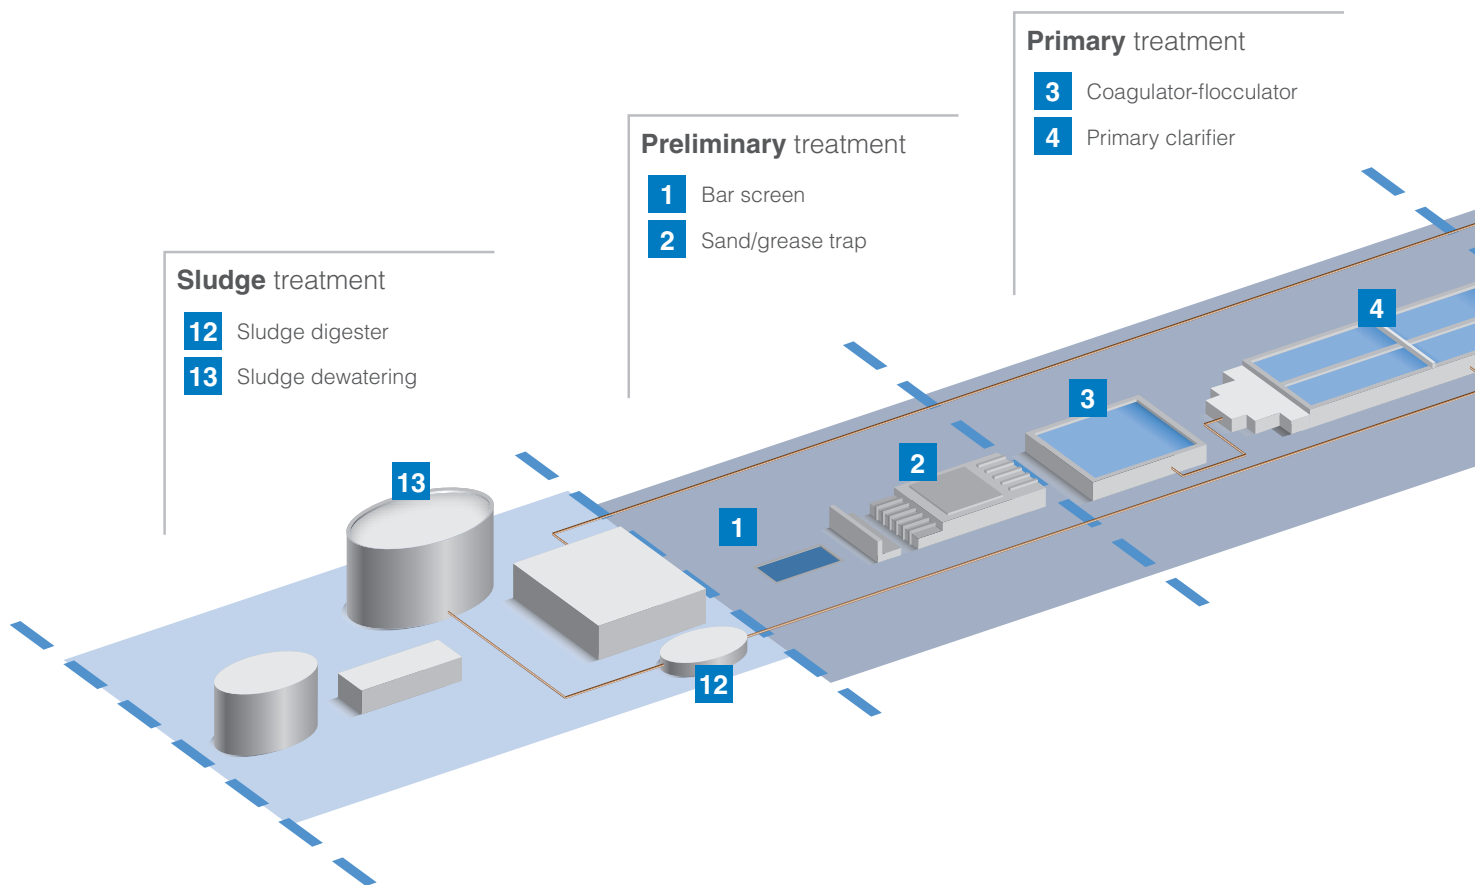 Primary treatment
3 Coagulator-flocculator
4 Primary clarifier
Preliminary treatment
1 Bar screen
2 Sand/grease trap
Sludge treatment
12 Sludge digester
13 Sludge dewatering
4
3
2
13
1
12